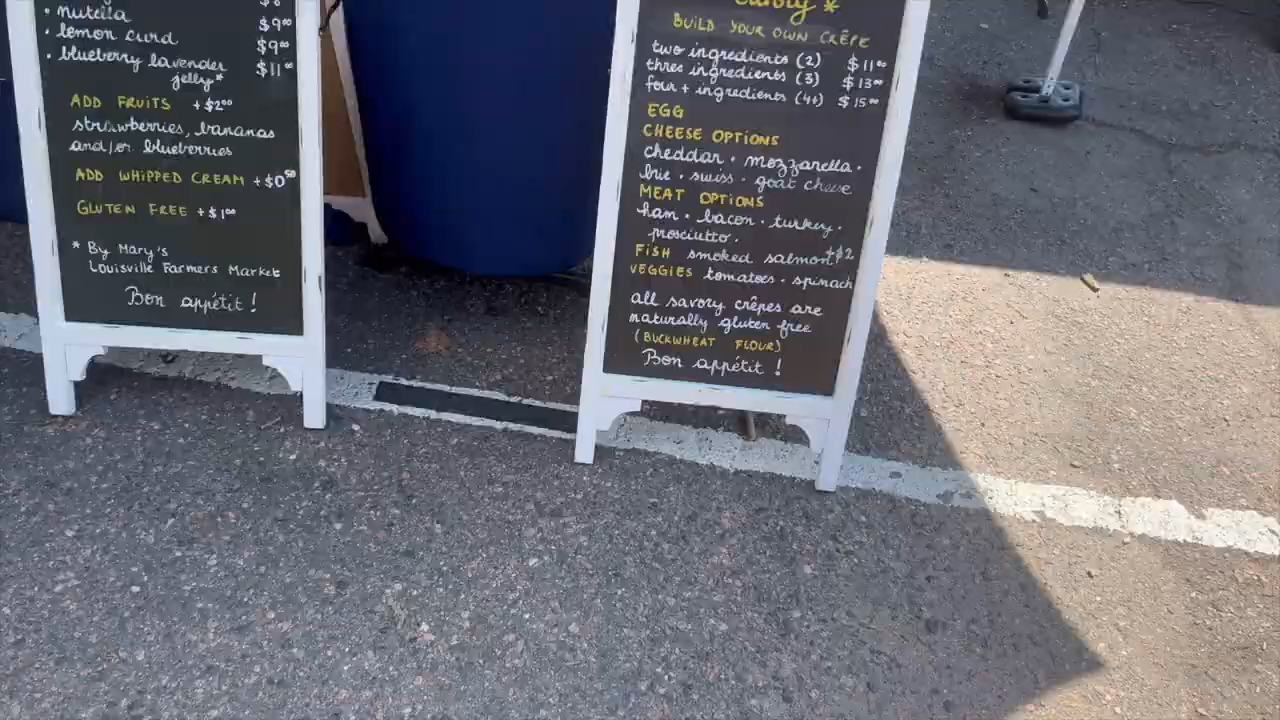 • nutella $9⁰⁰
• lemon curd $9⁰⁰
• blueberry lavender $11⁰⁰
jelly*
ADD FRUITS +$2⁰⁰
strawberries, bananas
and/or blueberries
ADD WHIPPED CREAM +$0⁵⁰
GLUTEN FREE +$1⁰⁰
* By Mary's
Louisville Farmers Market
Bon appétit !
BUILD YOUR OWN CRÊPE
two ingredients (2) $11⁰⁰
three ingredients (3) $13⁰⁰
four + ingredients (4+) $15⁰⁰
EGG
CHEESE OPTIONS
cheddar • mozzarella •
brie • swiss • goat cheese
MEAT OPTIONS
ham • bacon • turkey •
prosciutto •
FISH smoked salmon +$2
VEGGIES tomatoes • spinach
all savory crêpes are
naturally gluten free
(BUCKWHEAT FLOUR)
Bon appétit !